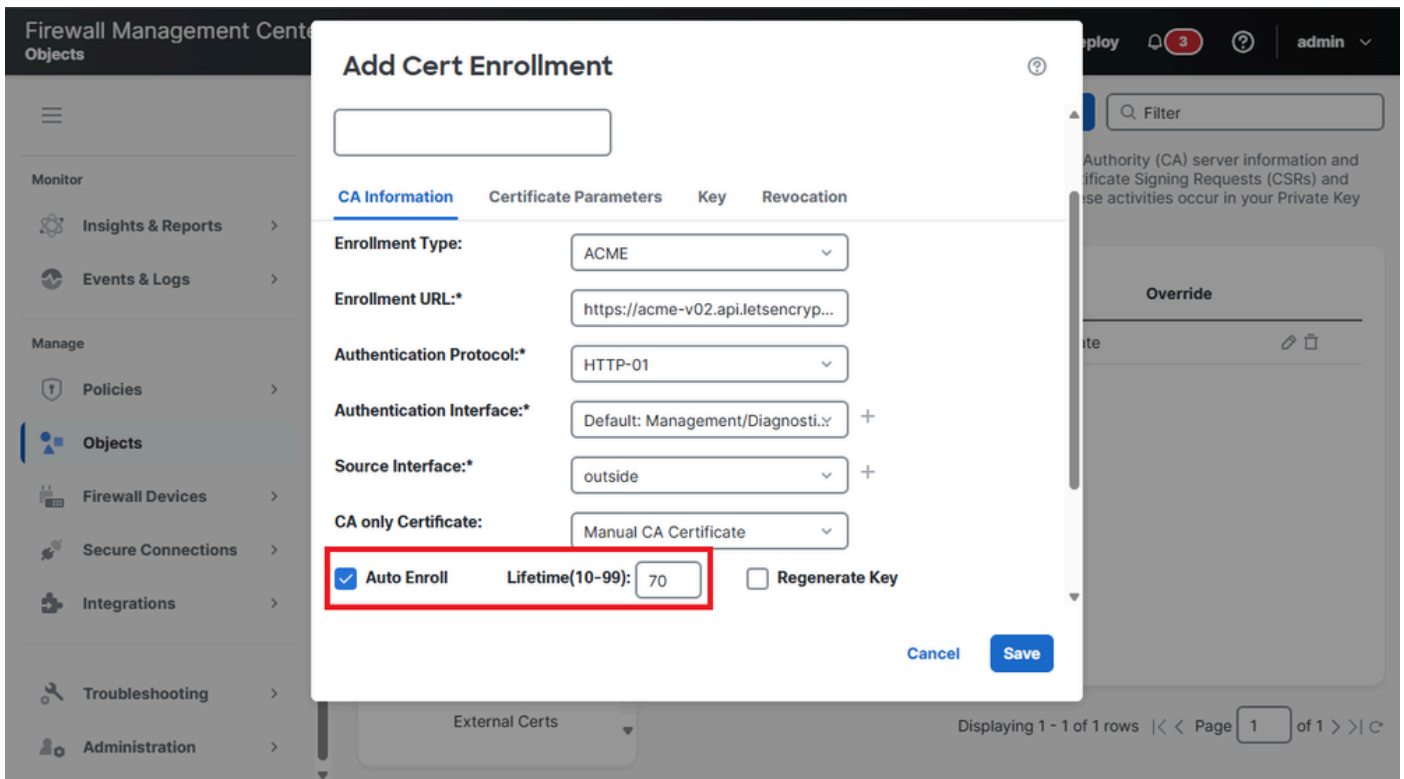 Firewall Management Cente
Objects
eploy
3
admin
Add Cert Enrollment
Filter
Authority (CA) server information and
tificate Signing Requests (CSRs) and
ese activities occur in your Private Key
Monitor
Insights & Reports
Events & Logs
Manage
Policies
Objects
Firewall Devices
Secure Connections
Integrations
Troubleshooting
Administration
CA Information Certificate Parameters Key Revocation
Enrollment Type: ACME
Enrollment URL:* https://acme-v02.api.letsencryp...
Authentication Protocol:* HTTP-01
Authentication Interface:* Default: Management/Diagnosti...
Source Interface:* outside
CA only Certificate: Manual CA Certificate
Auto Enroll Lifetime(10-99): 70 Regenerate Key
Cancel Save
Override
ate
External Certs
Displaying 1 - 1 of 1 rows |< < Page 1 of 1 > >|